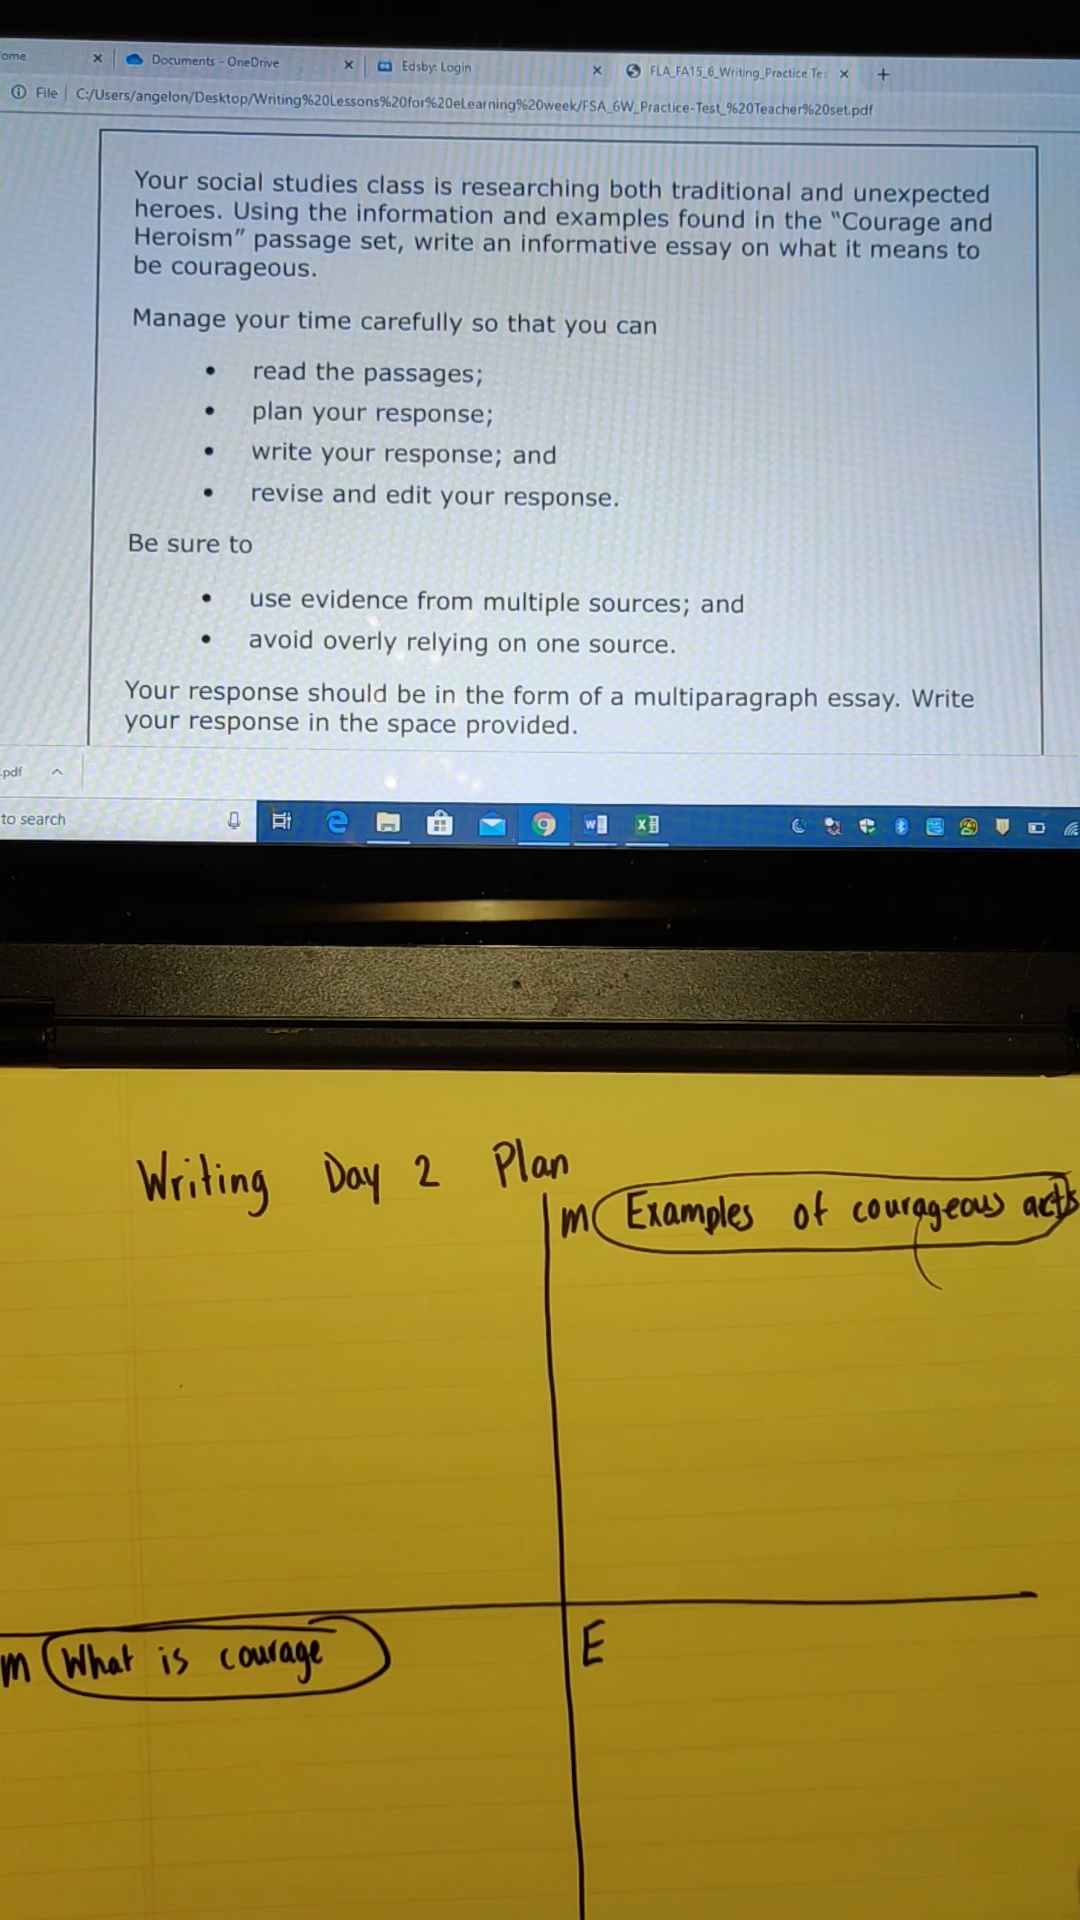 ome
Documents - OneDrive
Edsby: Login
FLA_FA15_6_Writing_Practice Te
File C:/Users/angelon/Desktop/Writing%20Lessons%20for%20eLearning%20week/FSA_6W_Practice-Test_%20Teacher%20set.pdf
Your social studies class is researching both traditional and unexpected
heroes. Using the information and examples found in the “Courage and
Heroism” passage set, write an informative essay on what it means to
be courageous.
Manage your time carefully so that you can
• read the passages;
• plan your response;
• write your response; and
• revise and edit your response.
Be sure to
• use evidence from multiple sources; and
• avoid overly relying on one source.
Your response should be in the form of a multiparagraph essay. Write
your response in the space provided.
.pdf
to search
Writing Day 2 Plan
m Examples of courageous acts
m What is courage
E